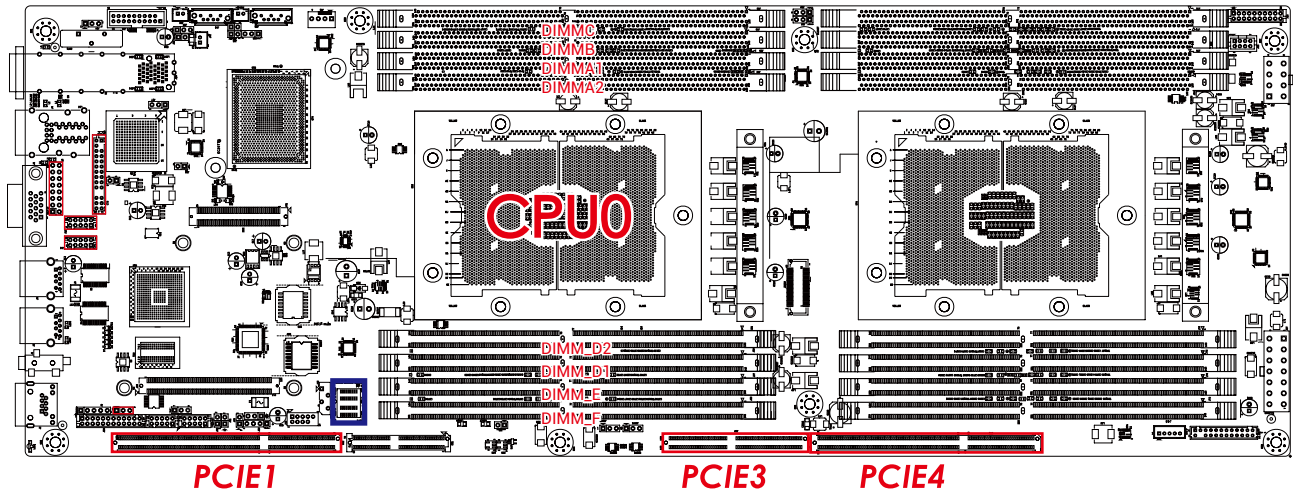 DIMMC
DIMMB
DIMMA1
DIMMA2
CPU0
DIMM_D2
DIMM_D1
DIMM_E
DIMM_F
PCIE1
PCIE3
PCIE4